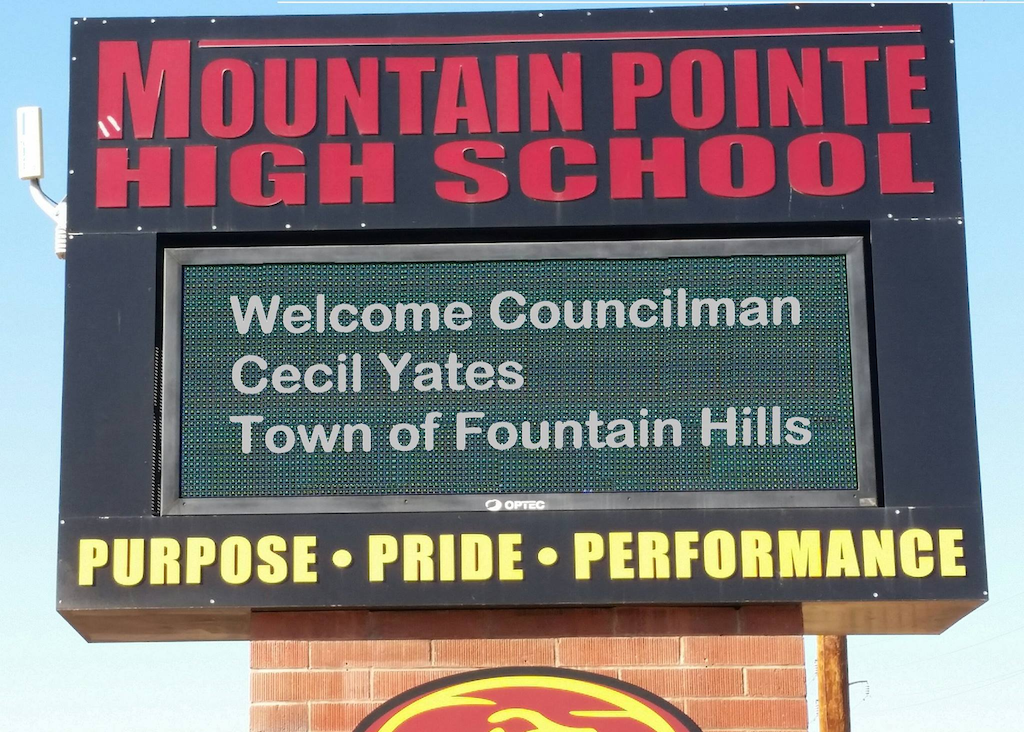 MOUNTAIN POINTE
HIGH SCHOOL
Welcome Councilman
Cecil Yates
Town of Fountain Hills
OPTEC
PURPOSE • PRIDE • PERFORMANCE